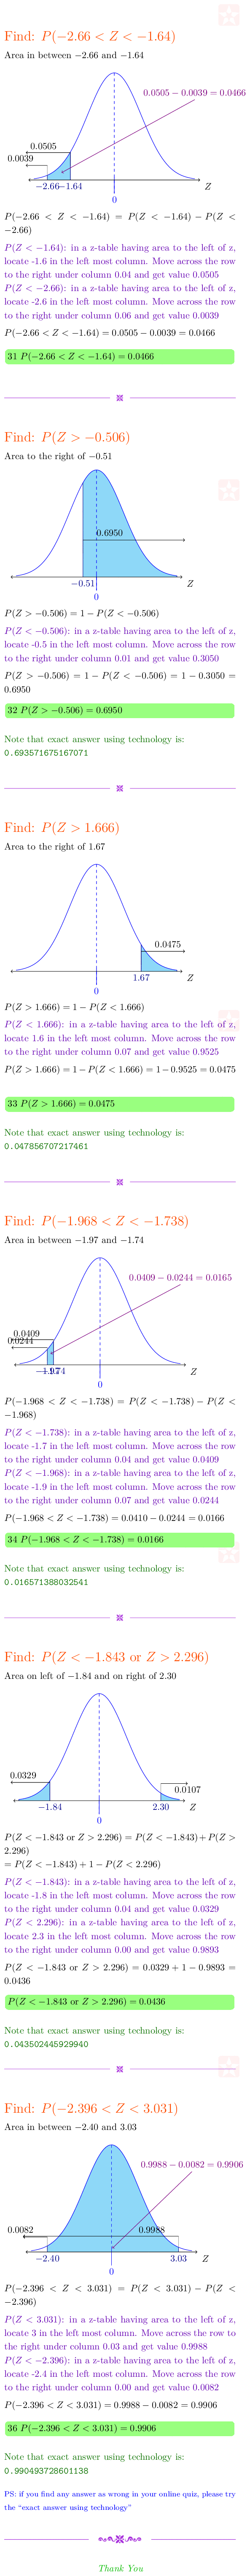 Find: P(−2.66 < Z < −1.64)
Area in between −2.66 and −1.64
0.0505 − 0.0039 = 0.0466
0.0505
0.0039
−2.66
−1.64
Z
0
P(−2.66 < Z < −1.64) = P(Z < −1.64) − P(Z <
−2.66)
P(Z < −1.64): in a z-table having area to the left of z,
locate -1.6 in the left most column. Move across the row
to the right under column 0.04 and get value 0.0505
P(Z < −2.66): in a z-table having area to the left of z,
locate -2.6 in the left most column. Move across the row
to the right under column 0.06 and get value 0.0039
P(−2.66 < Z < −1.64) = 0.0505 − 0.0039 = 0.0466
31 P(−2.66 < Z < −1.64) = 0.0466
Find: P(Z > −0.506)
Area to the right of −0.51
0.6950
−0.51
Z
0
P(Z > −0.506) = 1 − P(Z < −0.506)
P(Z < −0.506): in a z-table having area to the left of z,
locate -0.5 in the left most column. Move across the row
to the right under column 0.01 and get value 0.3050
P(Z > −0.506) = 1 − P(Z < −0.506) = 1 − 0.3050 =
0.6950
32 P(Z > −0.506) = 0.6950
Note that exact answer using technology is:
0.693571675167071
Find: P(Z > 1.666)
Area to the right of 1.67
0.0475
1.67
Z
0
P(Z > 1.666) = 1 − P(Z < 1.666)
P(Z < 1.666): in a z-table having area to the left of z,
locate 1.6 in the left most column. Move across the row
to the right under column 0.07 and get value 0.9525
P(Z > 1.666) = 1 − P(Z < 1.666) = 1 − 0.9525 = 0.0475
33 P(Z > 1.666) = 0.0475
Note that exact answer using technology is:
0.047856707217461
Find: P(−1.968 < Z < −1.738)
Area in between −1.97 and −1.74
0.0409 − 0.0244 = 0.0165
0.0409
0.0244
−1.97
−1.74
Z
0
P(−1.968 < Z < −1.738) = P(Z < −1.738) − P(Z <
−1.968)
P(Z < −1.738): in a z-table having area to the left of z,
locate -1.7 in the left most column. Move across the row
to the right under column 0.04 and get value 0.0409
P(Z < −1.968): in a z-table having area to the left of z,
locate -1.9 in the left most column. Move across the row
to the right under column 0.07 and get value 0.0244
P(−1.968 < Z < −1.738) = 0.0410 − 0.0244 = 0.0166
34 P(−1.968 < Z < −1.738) = 0.0166
Note that exact answer using technology is:
0.016571388032541
Find: P(Z < −1.843 or Z > 2.296)
Area on left of −1.84 and on right of 2.30
0.0329
0.0107
−1.84
2.30
Z
0
P(Z < −1.843 or Z > 2.296) = P(Z < −1.843) + P(Z >
2.296)
= P(Z < −1.843) + 1 − P(Z < 2.296)
P(Z < −1.843): in a z-table having area to the left of z,
locate -1.8 in the left most column. Move across the row
to the right under column 0.04 and get value 0.0329
P(Z < 2.296): in a z-table having area to the left of z,
locate 2.3 in the left most column. Move across the row
to the right under column 0.00 and get value 0.9893
P(Z < −1.843 or Z > 2.296) = 0.0329 + 1 − 0.9893 =
0.0436
P(Z < −1.843 or Z > 2.296) = 0.0436
Note that exact answer using technology is:
0.043502445929940
Find: P(−2.396 < Z < 3.031)
Area in between −2.40 and 3.03
0.9988 − 0.0082 = 0.9906
0.0082
0.9988
−2.40
3.03
Z
0
P(−2.396 < Z < 3.031) = P(Z < 3.031) − P(Z <
−2.396)
P(Z < 3.031): in a z-table having area to the left of z,
locate 3 in the left most column. Move across the row to
the right under column 0.03 and get value 0.9988
P(Z < −2.396): in a z-table having area to the left of z,
locate -2.4 in the left most column. Move across the row
to the right under column 0.00 and get value 0.0082
P(−2.396 < Z < 3.031) = 0.9988 − 0.0082 = 0.9906
36 P(−2.396 < Z < 3.031) = 0.9906
Note that exact answer using technology is:
0.990493728601138
PS: if you find any answer as wrong in your online quiz, please try
the “exact answer using technology”
Thank You